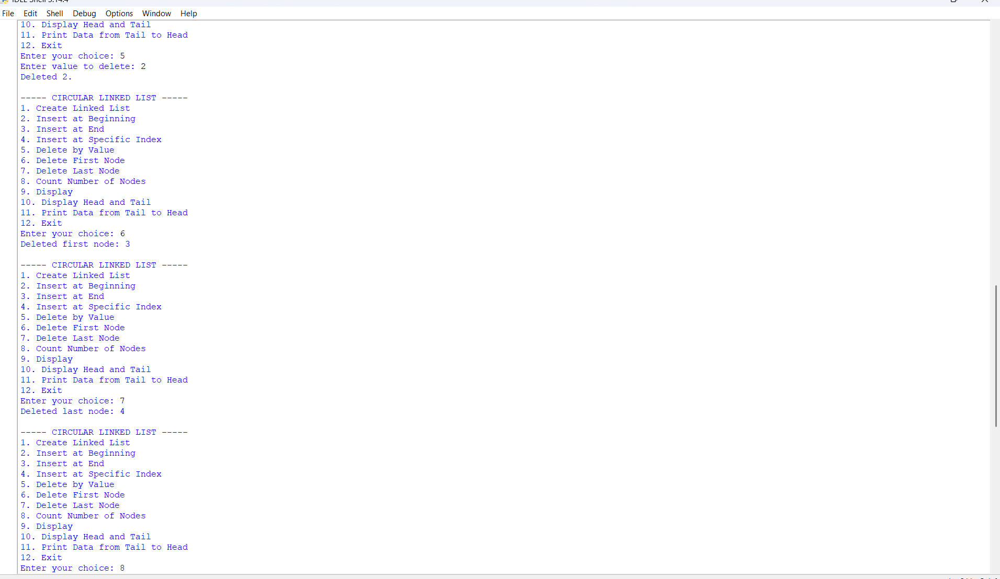 File Edit Shell Debug Options Window Help
10. Display Head and Tail
11. Print Data from Tail to Head
12. Exit
Enter your choice: 5
Enter value to delete: 2
Deleted 2.
----- CIRCULAR LINKED LIST -----
1. Create Linked List
2. Insert at Beginning
3. Insert at End
4. Insert at Specific Index
5. Delete by Value
6. Delete First Node
7. Delete Last Node
8. Count Number of Nodes
9. Display
10. Display Head and Tail
11. Print Data from Tail to Head
12. Exit
Enter your choice: 6
Deleted first node: 3
----- CIRCULAR LINKED LIST -----
1. Create Linked List
2. Insert at Beginning
3. Insert at End
4. Insert at Specific Index
5. Delete by Value
6. Delete First Node
7. Delete Last Node
8. Count Number of Nodes
9. Display
10. Display Head and Tail
11. Print Data from Tail to Head
12. Exit
Enter your choice: 7
Deleted last node: 4
----- CIRCULAR LINKED LIST -----
1. Create Linked List
2. Insert at Beginning
3. Insert at End
4. Insert at Specific Index
5. Delete by Value
6. Delete First Node
7. Delete Last Node
8. Count Number of Nodes
9. Display
10. Display Head and Tail
11. Print Data from Tail to Head
12. Exit
Enter your choice: 8